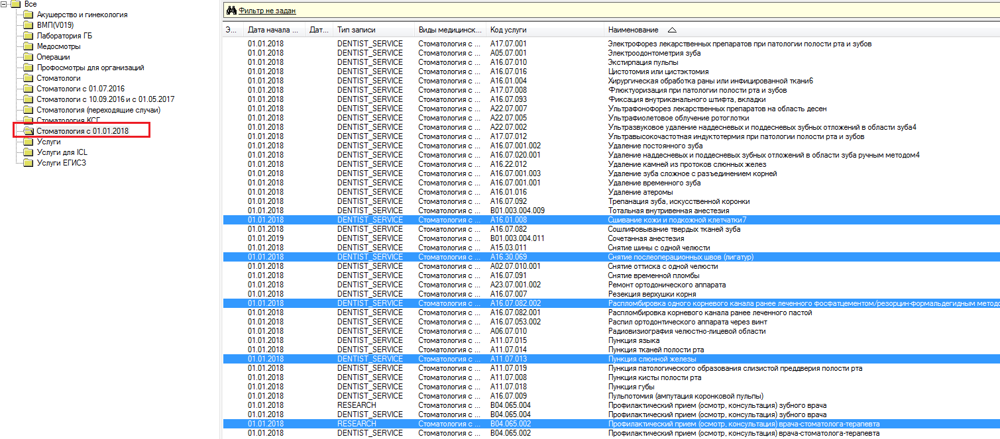 Все
Акушерство и гинекология
ВМП(V019)
Лаборатория ГБ
Медосмотры
Операции
Профосмотры для организаций
Стоматологи
Стоматологи с 01.07.2016
Стоматологи с 10.09.2016 и с 01.05.2017
Стоматология (переходящие случаи)
Стоматология КСГ
Стоматология с 01.01.2018
Услуги
Услуги для ICL
Услуги ЕГИСЗ
Фильтр не задан
Э... Дата начала ... Дат... Тип записи Виды медицинск... Код услуги Наименование
01.01.2018 DENTIST_SERVICE Стоматология с ... A17.07.001 Электрофорез лекарственных препаратов при патологии полости рта и зубов
01.01.2018 DENTIST_SERVICE Стоматология с ... A05.07.001 Электроодонтометрия зуба
01.01.2018 DENTIST_SERVICE Стоматология с ... A16.07.010 Экстирпация пульпы
01.01.2018 DENTIST_SERVICE Стоматология с ... A16.07.016 Цистотомия или цистэктомия
01.01.2018 DENTIST_SERVICE Стоматология с ... A16.01.004 Хирургическая обработка раны или инфицированной ткани6
01.01.2018 DENTIST_SERVICE Стоматология с ... A17.07.008 Флюктуоризация при патологии полости рта и зубов
01.01.2018 DENTIST_SERVICE Стоматология с ... A16.07.093 Фиксация внутриканального штифта, вкладки
01.01.2018 DENTIST_SERVICE Стоматология с ... A22.07.007 Ультрафонофорез лекарственных препаратов на область десен
01.01.2018 DENTIST_SERVICE Стоматология с ... A22.07.005 Ультрафиолетовое облучение ротоглотки
01.01.2018 DENTIST_SERVICE Стоматология с ... A22.07.002 Ультразвуковое удаление наддесневых и поддесневых зубных отложений в области зуба4
01.01.2018 DENTIST_SERVICE Стоматология с ... A17.07.012 Ультравысокочастотная индуктотермия при патологии полости рта и зубов
01.01.2018 DENTIST_SERVICE Стоматология с ... A16.07.001.002 Удаление постоянного зуба
01.01.2018 DENTIST_SERVICE Стоматология с ... A16.07.020.001 Удаление наддесневых и поддесневых зубных отложений в области зуба ручным методом4
01.01.2018 DENTIST_SERVICE Стоматология с ... A16.22.012 Удаление камней из протоков слюнных желез
01.01.2018 DENTIST_SERVICE Стоматология с ... A16.07.001.003 Удаление зуба сложное с разъединением корней
01.01.2018 DENTIST_SERVICE Стоматология с ... A16.07.001.001 Удаление временного зуба
01.01.2018 DENTIST_SERVICE Стоматология с ... A16.01.016 Удаление атеромы
01.01.2018 DENTIST_SERVICE Стоматология с ... A16.07.092 Трепанация зуба, искусственной коронки
01.01.2018 DENTIST_SERVICE Стоматология с ... B01.003.004.009 Тотальная внутривенная анестезия
01.01.2018 DENTIST_SERVICE Стоматология с ... A16.01.008 Сшивание кожи и подкожной клетчатки7
01.01.2018 DENTIST_SERVICE Стоматология с ... A16.07.082 Сошлифовывание твердых тканей зуба
01.01.2019 DENTIST_SERVICE Стоматология с ... B01.003.004.011 Сочетанная анестезия
01.01.2018 DENTIST_SERVICE Стоматология с ... A15.03.011 Снятие шины с одной челюсти
01.01.2018 DENTIST_SERVICE Стоматология с ... A16.30.069 Снятие послеоперационных швов (лигатур)
01.01.2018 DENTIST_SERVICE Стоматология с ... A02.07.010.001 Снятие оттиска с одной челюсти
01.01.2018 DENTIST_SERVICE Стоматология с ... A16.07.091 Снятие временной пломбы
01.01.2018 DENTIST_SERVICE Стоматология с ... A23.07.001.002 Ремонт ортодонического аппарата
01.01.2018 DENTIST_SERVICE Стоматология с ... A16.07.007 Резекция верхушки корня
01.01.2018 DENTIST_SERVICE Стоматология с ... A16.07.082.002 Распломбировка одного корневого канала ранее леченного фосфатцементом/резорцин-формальдегидным методо
01.01.2018 DENTIST_SERVICE Стоматология с ... A16.07.082.001 Распломбировка корневого канала ранее леченного пастой
01.01.2018 DENTIST_SERVICE Стоматология с ... A16.07.053.002 Распил ортодонтического аппарата через винт
01.01.2018 DENTIST_SERVICE Стоматология с ... A06.07.010 Радиовизиография челюстно-лицевой области
01.01.2018 DENTIST_SERVICE Стоматология с ... A11.07.015 Пункция языка
01.01.2018 DENTIST_SERVICE Стоматология с ... A11.07.014 Пункция тканей полости рта
01.01.2018 DENTIST_SERVICE Стоматология с ... A11.07.013 Пункция слюнной железы
01.01.2018 DENTIST_SERVICE Стоматология с ... A11.07.019 Пункция патологического образования слизистой преддверия полости рта
01.01.2018 DENTIST_SERVICE Стоматология с ... A11.07.008 Пункция кисты полости рта
01.01.2018 DENTIST_SERVICE Стоматология с ... A11.07.018 Пункция губы
01.01.2018 DENTIST_SERVICE Стоматология с ... A16.07.009 Пульпотомия (ампутация коронковой пульпы)
01.01.2018 RESEARCH Стоматология с ... B04.065.004 Профилактический прием (осмотр, консультация) зубного врача
01.01.2018 DENTIST_SERVICE Стоматология с ... B04.065.004 Профилактический прием (осмотр, консультация) зубного врача
01.01.2018 RESEARCH Стоматология с ... B04.065.002 Профилактический прием (осмотр, консультация) врача-стоматолога-терапевта
01.01.2018 DENTIST_SERVICE Стоматология с ... B04.065.002 Профилактический прием (осмотр, консультация) врача-стоматолога-терапевта